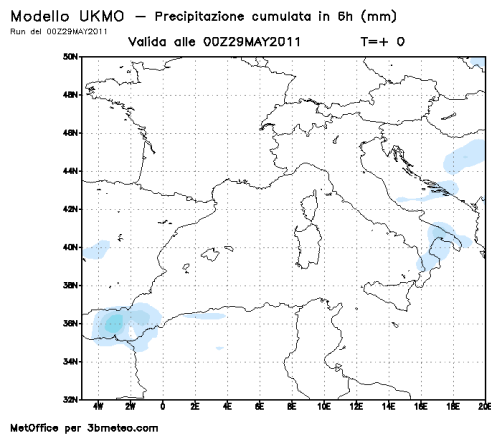 Modello UKMO — Precipitazione cumulata in 6h (mm)
Run del 00Z29MAY2011
Valida alle 00Z29MAY2011 T=+ 0
50N
48N
46N
44N
42N
40N
38N
36N
34N
32N
4W 2W 0 2E 4E 6E 8E 10E 12E 14E 16E 18E 20E
MetOffice per 3bmeteo.com